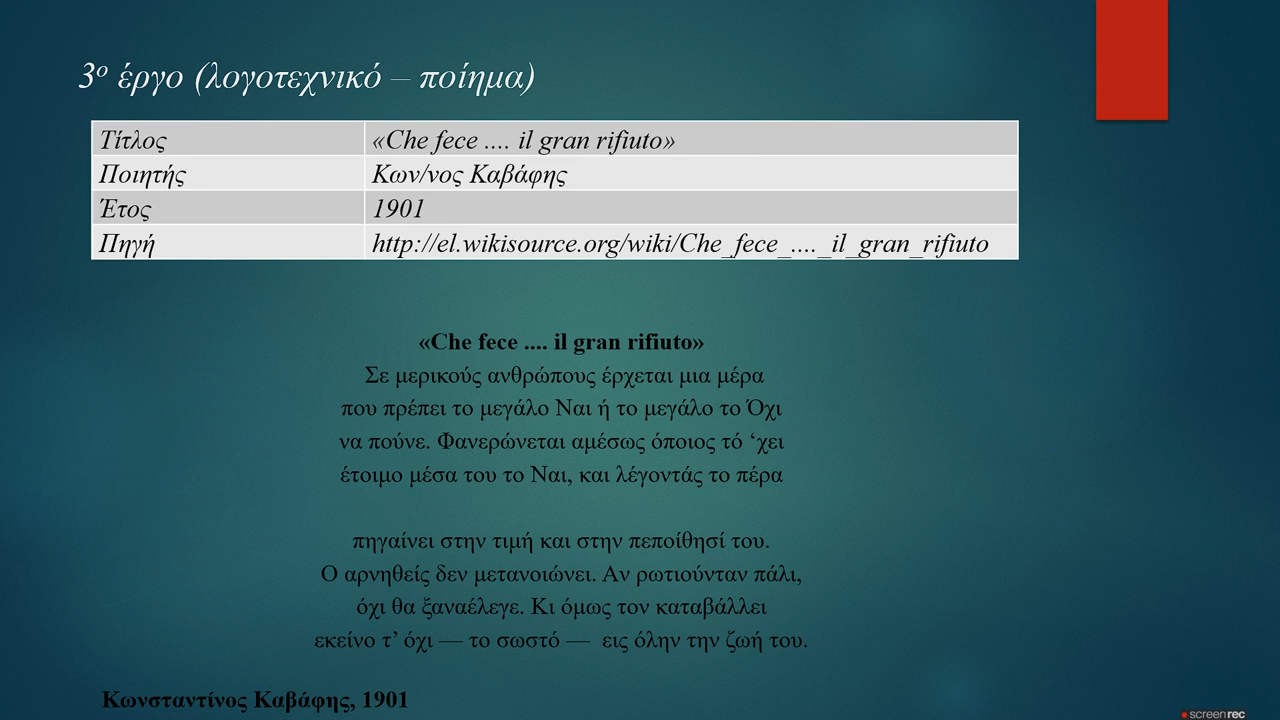 3ο έργο (λογοτεχνικό – ποίημα)
Τίτλος «Che fece .... il gran rifiuto»
Ποιητής Κων/νος Καβάφης
Έτος 1901
Πηγή http://el.wikisource.org/wiki/Che_fece_...._il_gran_rifiuto
«Che fece .... il gran rifiuto»
Σε μερικούς ανθρώπους έρχεται μια μέρα
που πρέπει το μεγάλο Ναι ή το μεγάλο το Όχι
να πούνε. Φανερώνεται αμέσως όποιος τό ‘χει
έτοιμο μέσα του το Ναι, και λέγοντάς το πέρα
πηγαίνει στην τιμή και στην πεποίθησί του.
Ο αρνηθείς δεν μετανοιώνει. Αν ρωτιούνταν πάλι,
όχι θα ξαναέλεγε. Κι όμως τον καταβάλλει
εκείνο τ’ όχι — το σωστό — εις όλην την ζωή του.
Κωνσταντίνος Καβάφης, 1901
screenrec